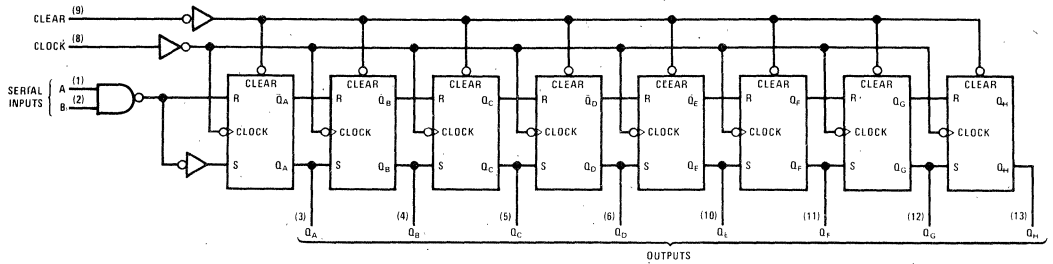 CLEAR (9)
CLOCK (8)
SERIAL INPUTS
A (1)
B (2)
CLEAR CLEAR CLEAR CLEAR CLEAR CLEAR CLEAR CLEAR
R Q̄A R Q̄B R Q̄C R Q̄D R Q̄E R Q̄F R Q̄G R Q̄H
CLOCK CLOCK CLOCK CLOCK CLOCK CLOCK CLOCK CLOCK
S QA S QB S QC S QD S QE S QF S QG S QH
(3) (4) (5) (6) (10) (11) (12) (13)
QA QB QC QD QE QF QG QH
OUTPUTS